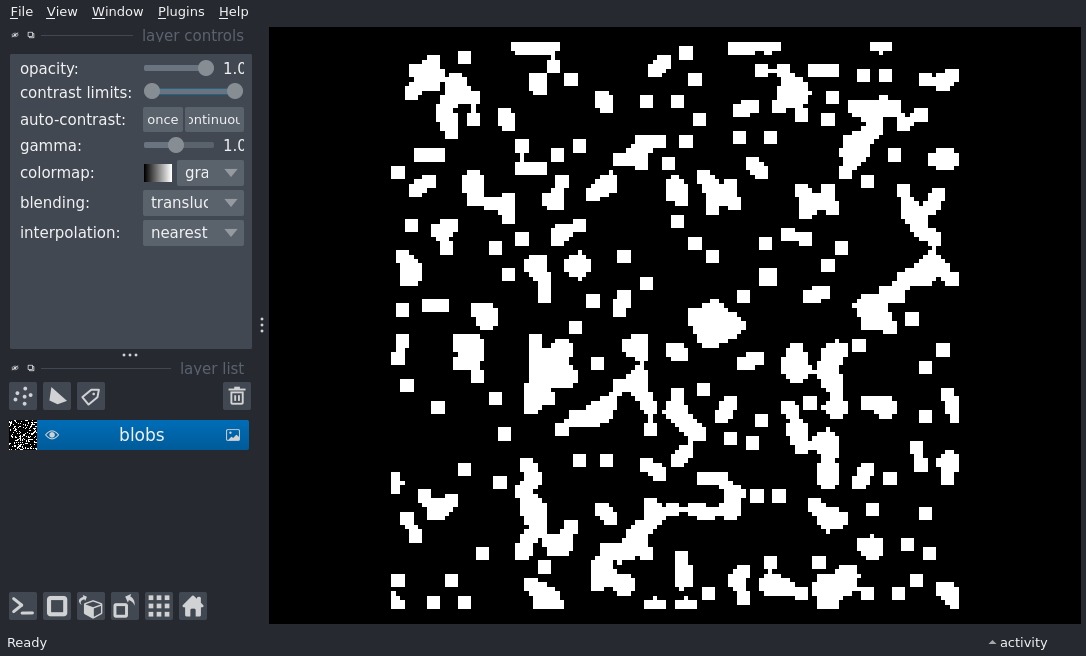 File View Window Plugins Help
layer controls
opacity: 1.0
contrast limits:
auto-contrast: once ontinuou
gamma: 1.0
colormap: gra
blending: transluc
interpolation: nearest
layer list
blobs
Ready
activity